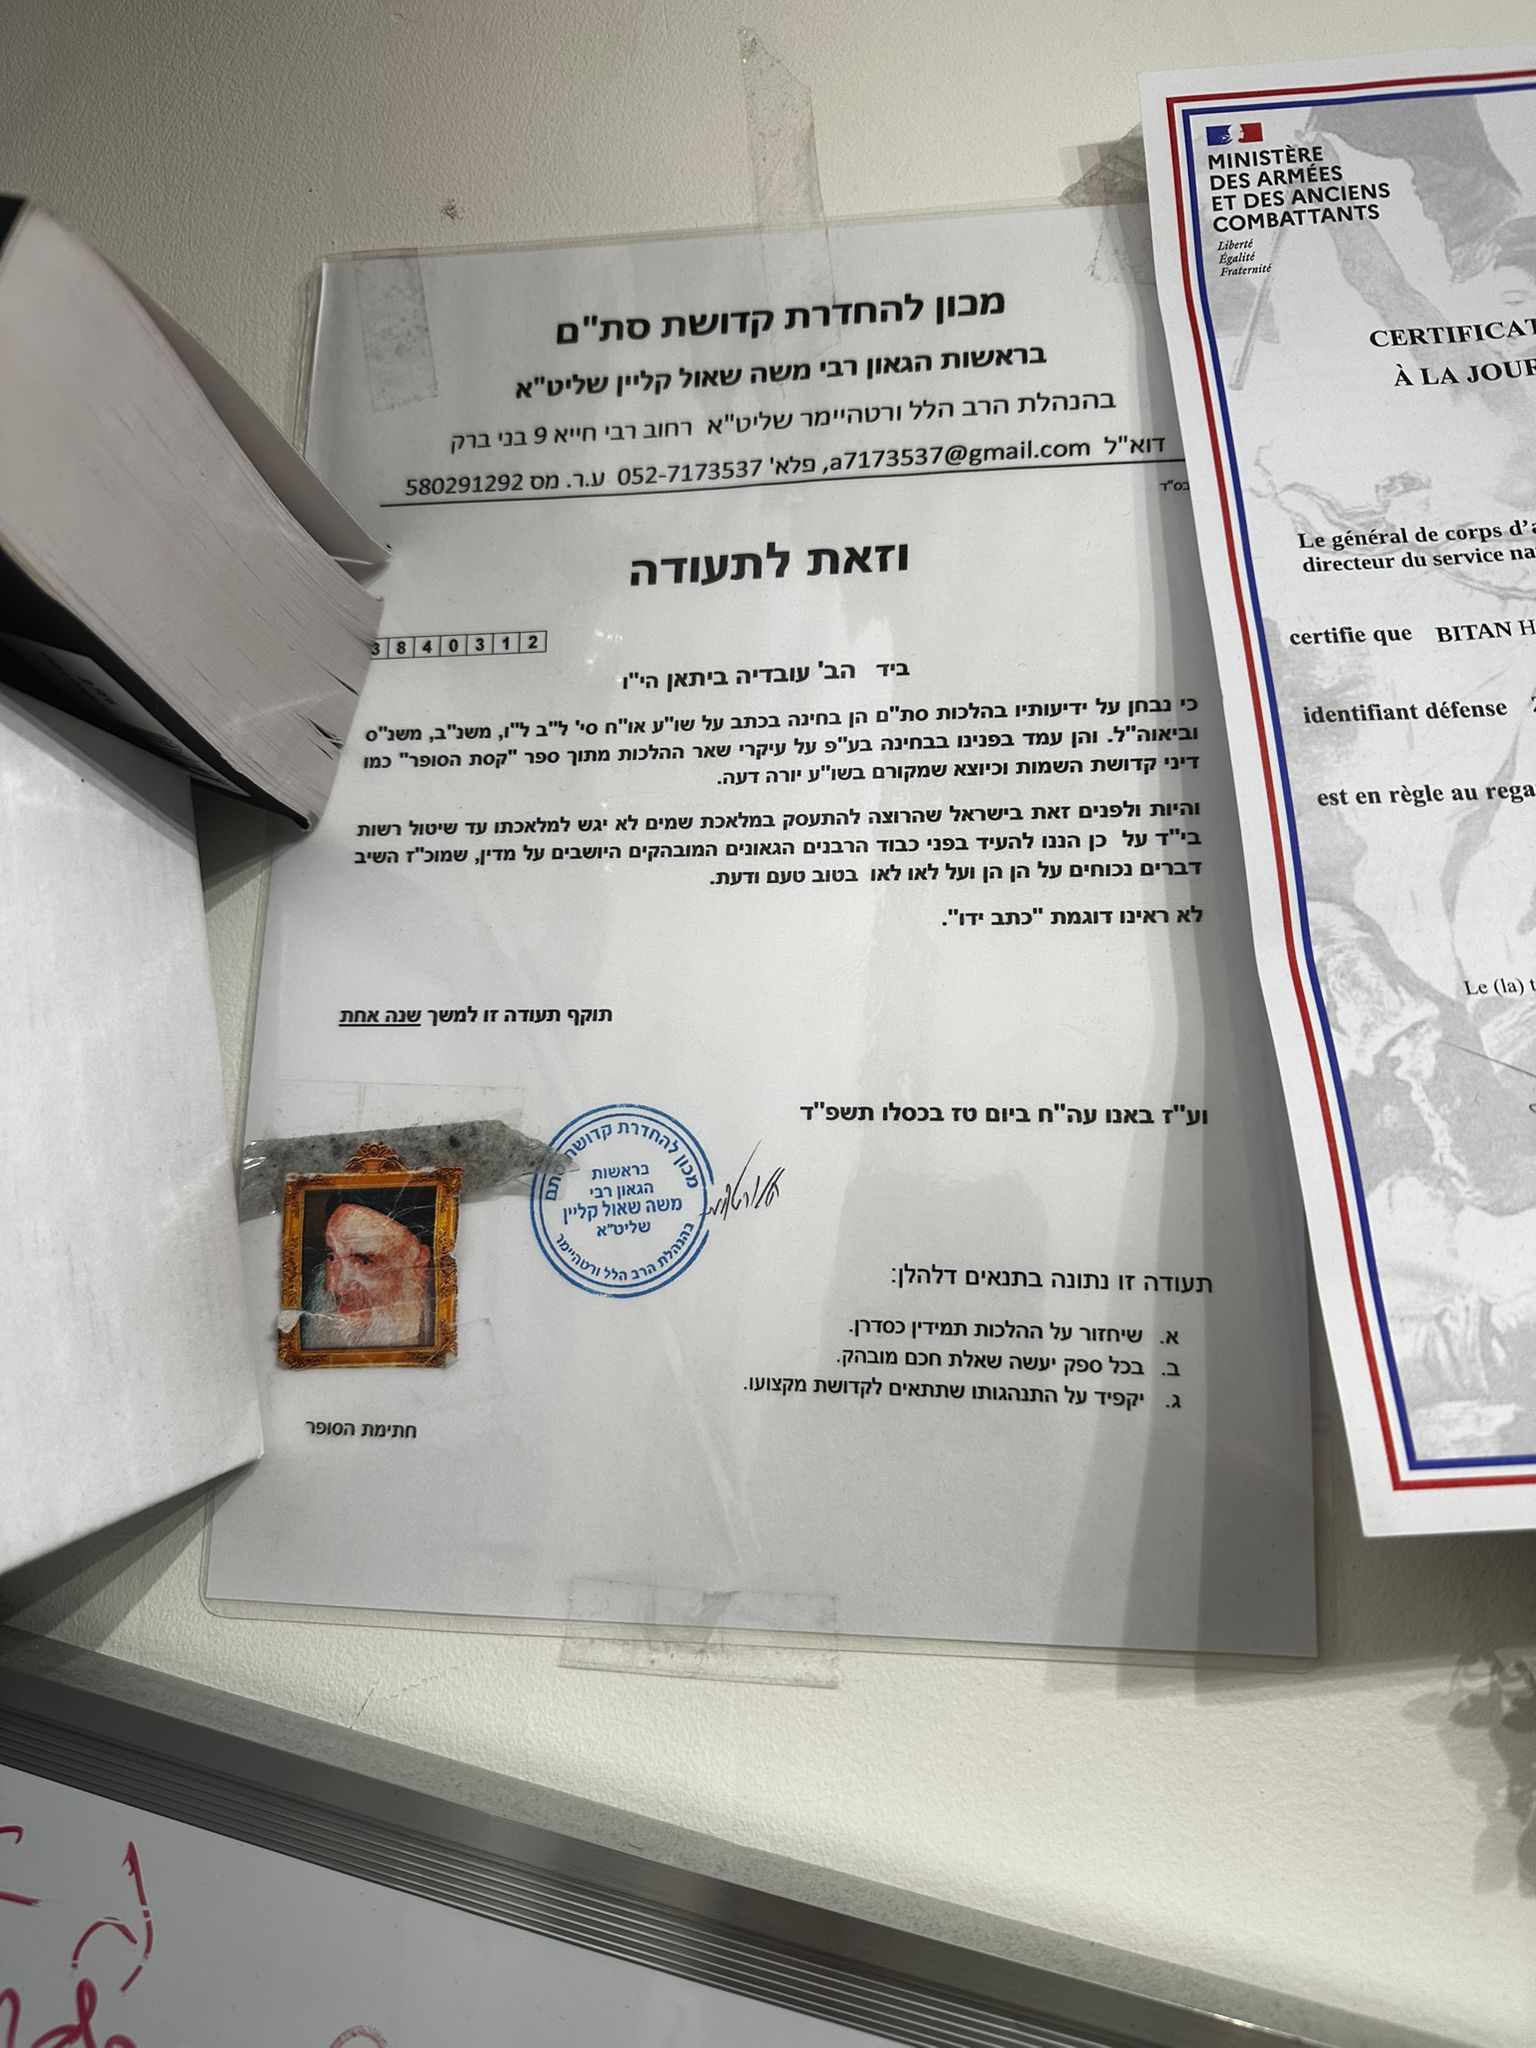 מכון להחדרת קדושת סת"ם
בראשות הגאון רבי משה שאול קליין שליט"א
בהנהלת הרב הלל ורטהיימר שליט"א רחוב רבי חייא 9 בני ברק
דוא"ל a7173537@gmail.com, פלא' 052-7173537 ע.ר. מס 580291292
בס"ד
וזאת לתעודה
3 8 4 0 3 1 2
ביד הב' עובדיה ביתאן הי"ו
כי נבחן על ידיעותיו בהלכות סת"ם הן בחינה בכתב על שו"ע או"ח סי' ל"ב ל"ו, משנ"ב, משנ"ס
וביאוה"ל. והן עמד בפנינו בבחינה בע"פ על עיקרי שאר ההלכות מתוך ספר "קסת הסופר" כמו
דיני קדושת השמות וכיוצא שמקורם בשו"ע יורה דעה.
והיות ולפנים זאת בישראל שהרוצה להתעסק במלאכת שמים לא יגש למלאכתו עד שיטול רשות
בי"ד על כן הננו להעיד בפני כבוד הרבנים הגאונים המובהקים היושבים על מדין, שמוכ"ז השיב
דברים נכוחים על הן הן ועל לאו לאו בטוב טעם ודעת.
לא ראינו דוגמת "כתב ידו".
תוקף תעודה זו למשך שנה אחת
וע"ז באנו עה"ח ביום טז בכסלו תשפ"ד
מכון להחדרת קדושת סתם
בראשות
הגאון רבי
משה שאול קליין
שליט"א
בהנהלת הרב הלל ורטהיימר
תעודה זו נתונה בתנאים דלהלן:
א. שיחזור על ההלכות תמידין כסדרן.
ב. בכל ספק יעשה שאלת חכם מובהק.
ג. יקפיד על התנהגותו שתתאים לקדושת מקצועו.
חתימת הסופר
MINISTÈRE
DES ARMÉES
ET DES ANCIENS
COMBATTANTS
Liberté
Égalité
Fraternité
CERTIFICAT
À LA JOUR
Le général de corps d'a
directeur du service na
certifie que BITAN H
identifiant défense
est en règle au rega
Le (la) t